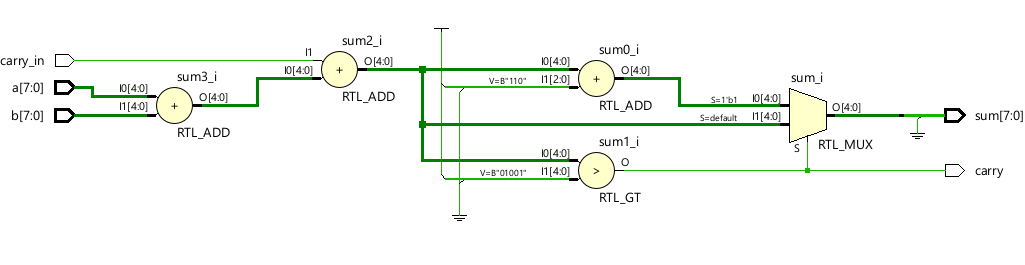 carry_in
a[7:0]
b[7:0]
sum3_i
I0[4:0]
I1[4:0]
+
O[4:0]
RTL_ADD
sum2_i
I1
I0[4:0]
+
O[4:0]
RTL_ADD
sum0_i
I0[4:0]
V=B"110"
I1[2:0]
+
O[4:0]
RTL_ADD
sum1_i
I0[4:0]
V=B"01001"
I1[4:0]
>
O
RTL_GT
sum_i
S=1'b1
I0[4:0]
S=default
I1[4:0]
S
O[4:0]
RTL_MUX
sum[7:0]
carry